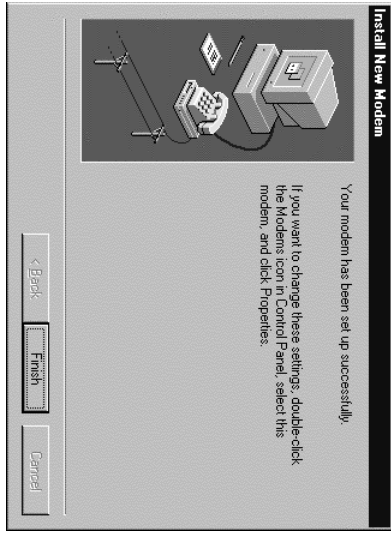 Install New Modem
Your modem has been set up successfully.
If you want to change these settings, double-click
the Modems icon in Control Panel, select this
modem, and click Properties.
< Back
Finish
Cancel